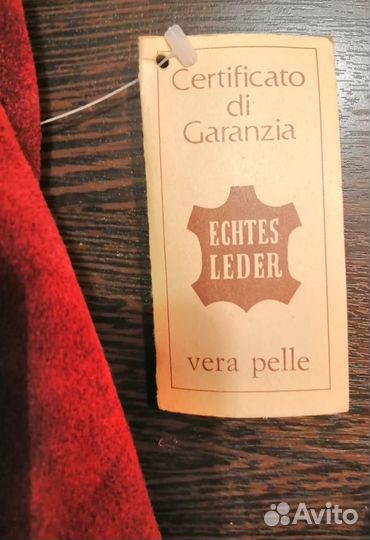 Certificato
di
Garanzia
ECHTES
LEDER
vera pelle
Avito